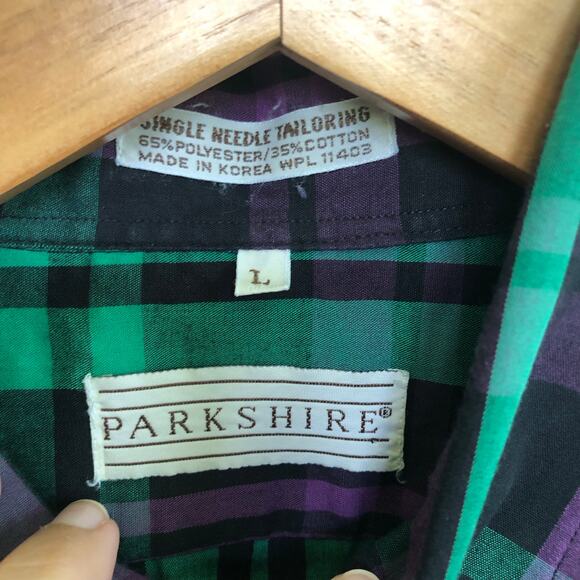 SINGLE NEEDLE TAILORING
65% POLYESTER/35% COTTON
MADE IN KOREA WPL 11403
L
PARKSHIRE®